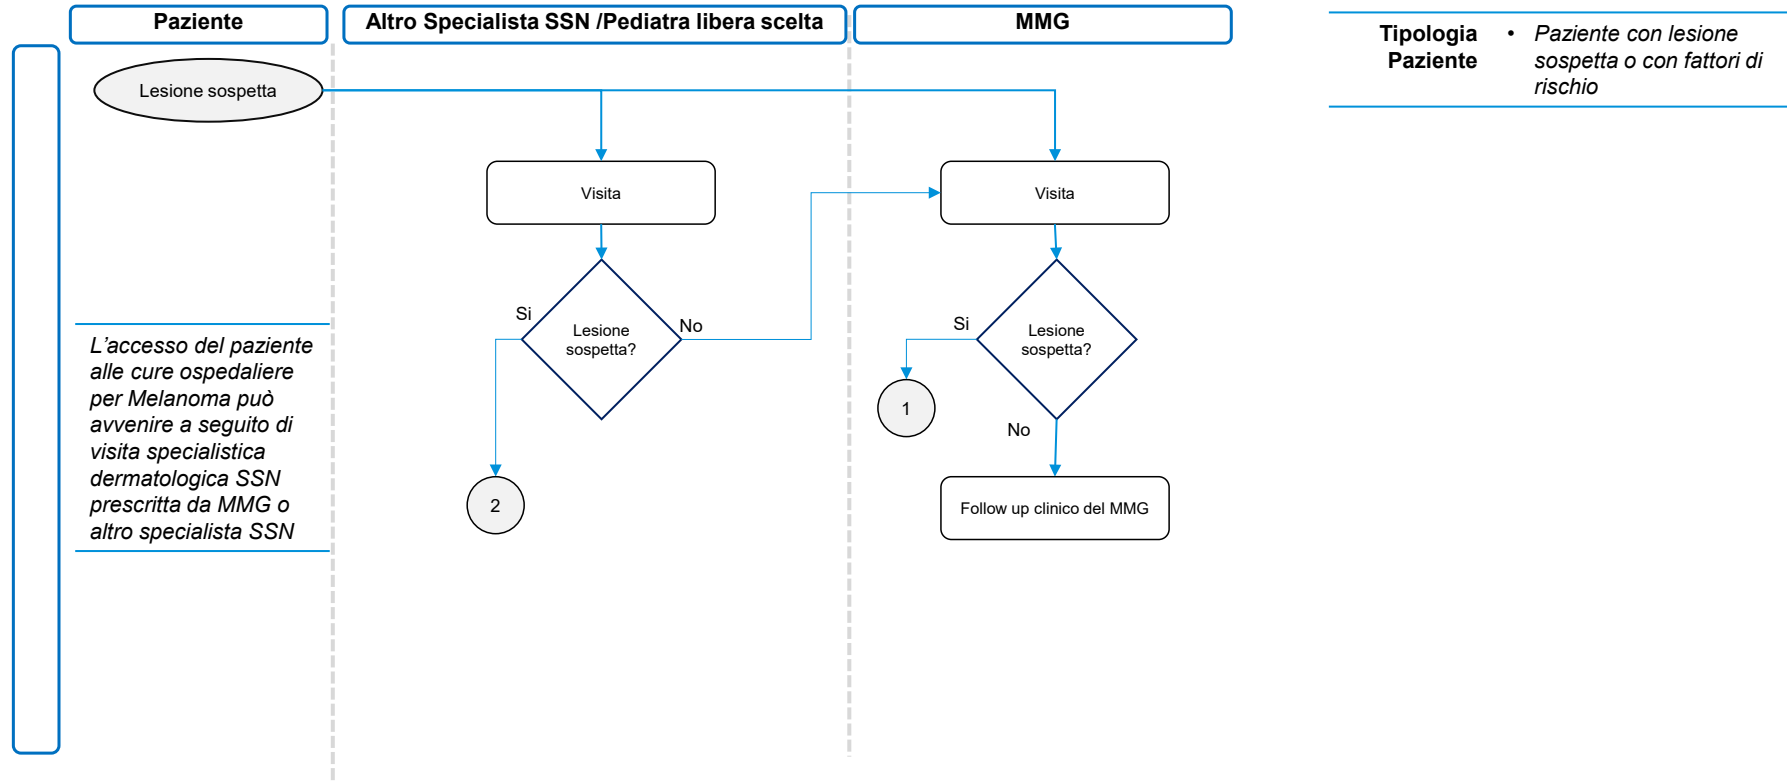 Paziente
Altro Specialista SSN /Pediatra libera scelta
MMG
Tipologia
Paziente
• Paziente con lesione
sospetta o con fattori di
rischio
Lesione sospetta
Visita
Visita
Si
Lesione
sospetta?
No
Si
Lesione
sospetta?
No
1
2
Follow up clinico del MMG
L'accesso del paziente
alle cure ospedaliere
per Melanoma può
avvenire a seguito di
visita specialistica
dermatologica SSN
prescritta da MMG o
altro specialista SSN